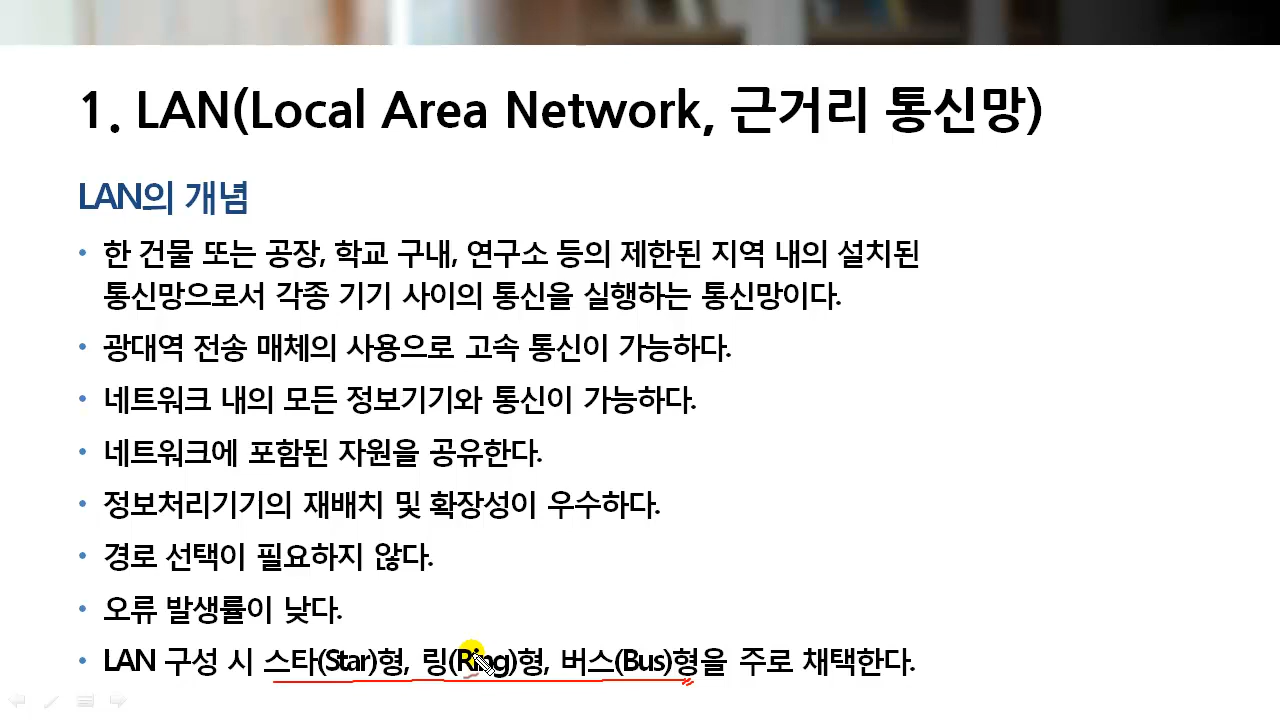 1. LAN(Local Area Network, 근거리 통신망)
LAN의 개념
• 한 건물 또는 공장, 학교 구내, 연구소 등의 제한된 지역 내의 설치된
통신망으로서 각종 기기 사이의 통신을 실행하는 통신망이다.
• 광대역 전송 매체의 사용으로 고속 통신이 가능하다.
• 네트워크 내의 모든 정보기기와 통신이 가능하다.
• 네트워크에 포함된 자원을 공유한다.
• 정보처리기기의 재배치 및 확장성이 우수하다.
• 경로 선택이 필요하지 않다.
• 오류 발생률이 낮다.
• LAN 구성 시 스타(Star)형, 링(Ring)형, 버스(Bus)형을 주로 채택한다.